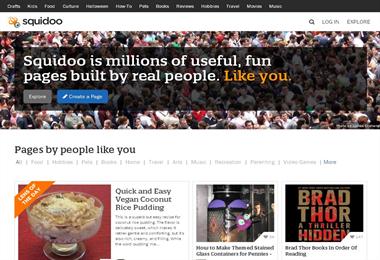 Crafts Kids Food Culture Halloween How-To Pets Books Hobbies Travel Movies Music
squidoo
LOG IN EXPLORE
Squidoo is millions of useful, fun
pages built by real people. Like you.
Explore Create a Page
Pages by people like you
All | Food | Hobbies | Pets | Books | Home | Travel | Arts | Music | Recreation | Parenting | Video Games | More
LENS OF
THE DAY
Quick and Easy
Vegan Coconut
Rice Pudding
This is a superb but easy recipe for
coconut rice pudding. The flavor is
delicately sweet, which makes it
rather gentle and comforting, but it's
also rich, creamy, and filling. While
the word 'pudding' ma...
How to Make Themed Stained
Glass Containers for Pennies -
BRAD
THOR
A THRILLER
HIDDEN
Brad Thor Books In Order Of
Reading